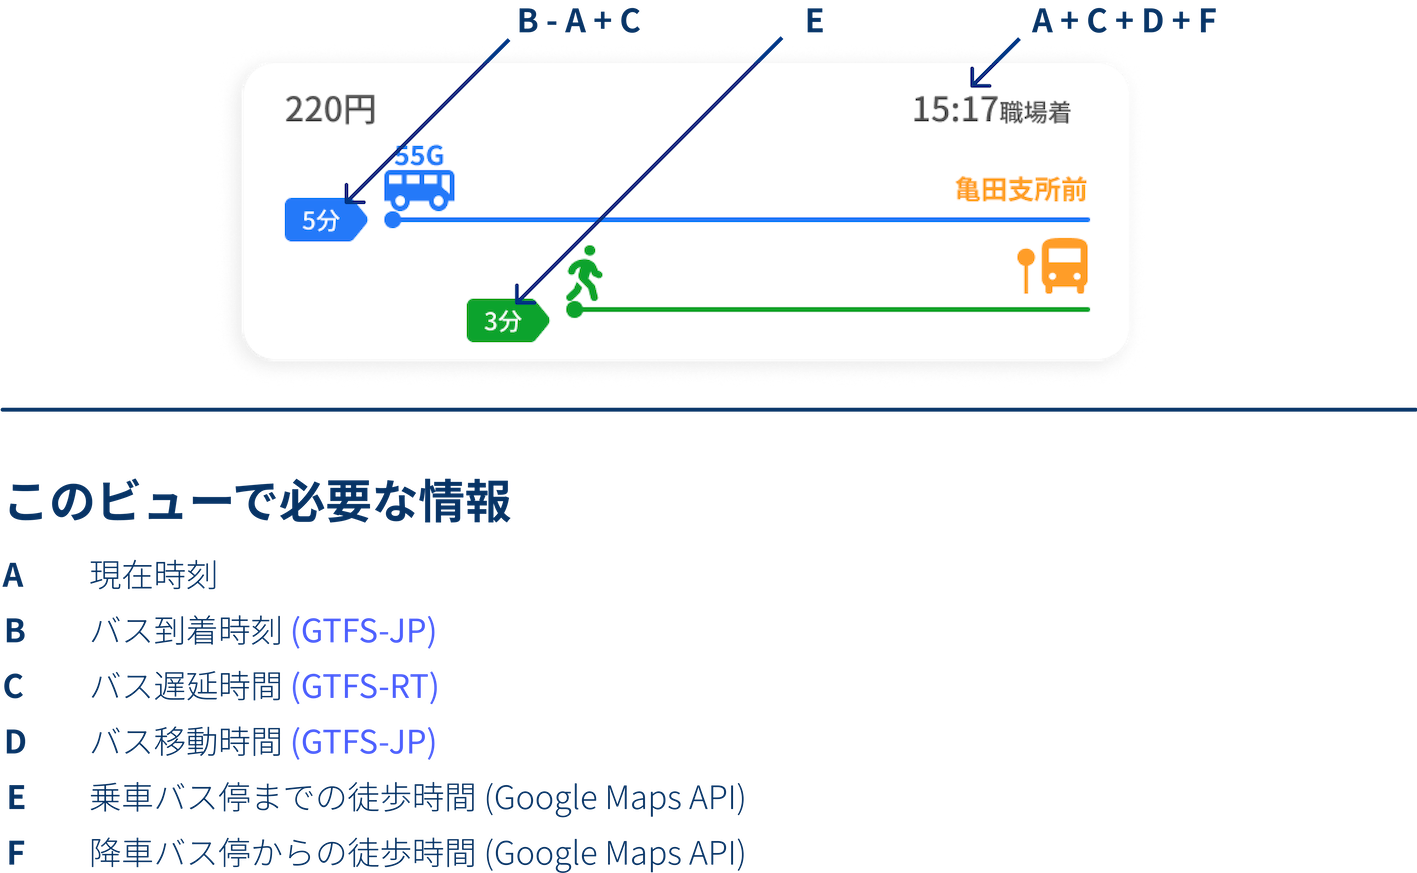 B - A + C
E
A + C + D + F
220円
15:17職場着
55G
亀田支所前
5分
3分
このビューで必要な情報
A 現在時刻
B バス到着時刻 (GTFS-JP)
C バス遅延時間 (GTFS-RT)
D バス移動時間 (GTFS-JP)
E 乗車バス停までの徒歩時間 (Google Maps API)
F 降車バス停からの徒歩時間 (Google Maps API)